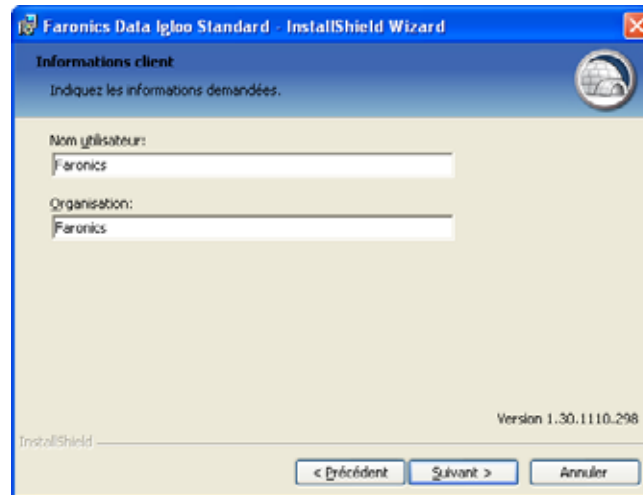 Faronics Data Igloo Standard - InstallShield Wizard
Informations client
Indiquez les informations demandées.
Nom utilisateur:
Faronics
Organisation:
Faronics
Version 1.30.1110.298
InstallShield
< Précédent
Suivant >
Annuler